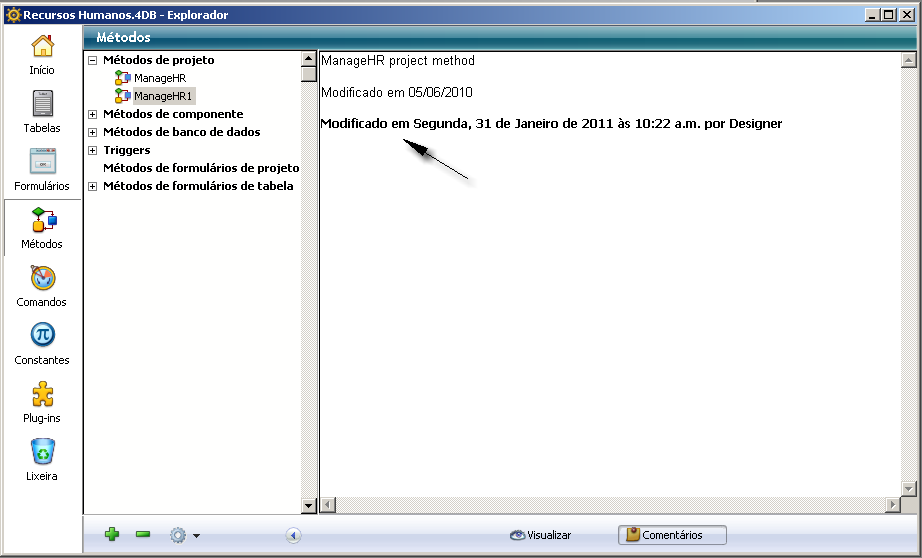 Recursos Humanos.4DB - Explorador
Métodos
Início
Tabelas
Formulários
Métodos
Comandos
Constantes
Plug-ins
Lixeira
Métodos de projeto
ManageHR
ManageHR1
Métodos de componente
Métodos de banco de dados
Triggers
Métodos de formulários de projeto
Métodos de formulários de tabela
ManageHR project method
Modificado em 05/06/2010
Modificado em Segunda, 31 de Janeiro de 2011 às 10:22 a.m. por Designer
Visualizar
Comentários